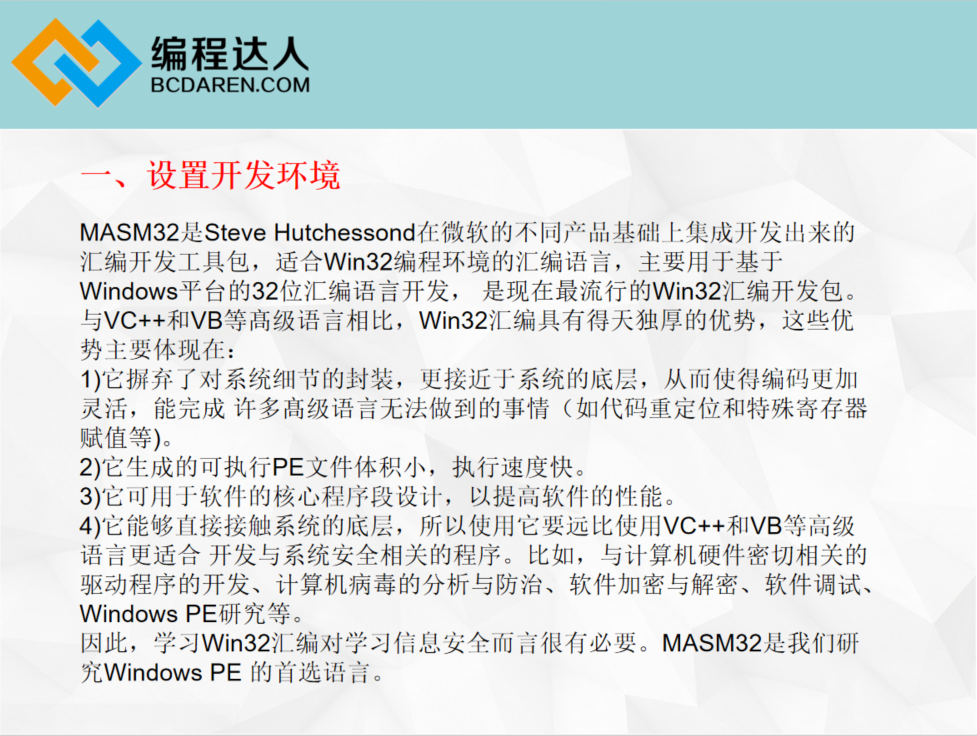 编程达人
BCDAREN.COM
一、设置开发环境
MASM32是Steve Hutchessond在微软的不同产品基础上集成开发出来的
汇编开发工具包，适合Win32编程环境的汇编语言，主要用于基于
Windows平台的32位汇编语言开发， 是现在最流行的Win32汇编开发包。
与VC++和VB等高级语言相比，Win32汇编具有得天独厚的优势，这些优
势主要体现在：
1)它摒弃了对系统细节的封装，更接近于系统的底层，从而使得编码更加
灵活，能完成 许多高级语言无法做到的事情（如代码重定位和特殊寄存器
赋值等)。
2)它生成的可执行PE文件体积小，执行速度快。
3)它可用于软件的核心程序段设计，以提高软件的性能。
4)它能够直接接触系统的底层，所以使用它要远比使用VC++和VB等高级
语言更适合 开发与系统安全相关的程序。比如，与计算机硬件密切相关的
驱动程序的开发、计算机病毒的分析与防治、软件加密与解密、软件调试、
Windows PE研究等。
因此，学习Win32汇编对学习信息安全而言很有必要。MASM32是我们研
究Windows PE 的首选语言。